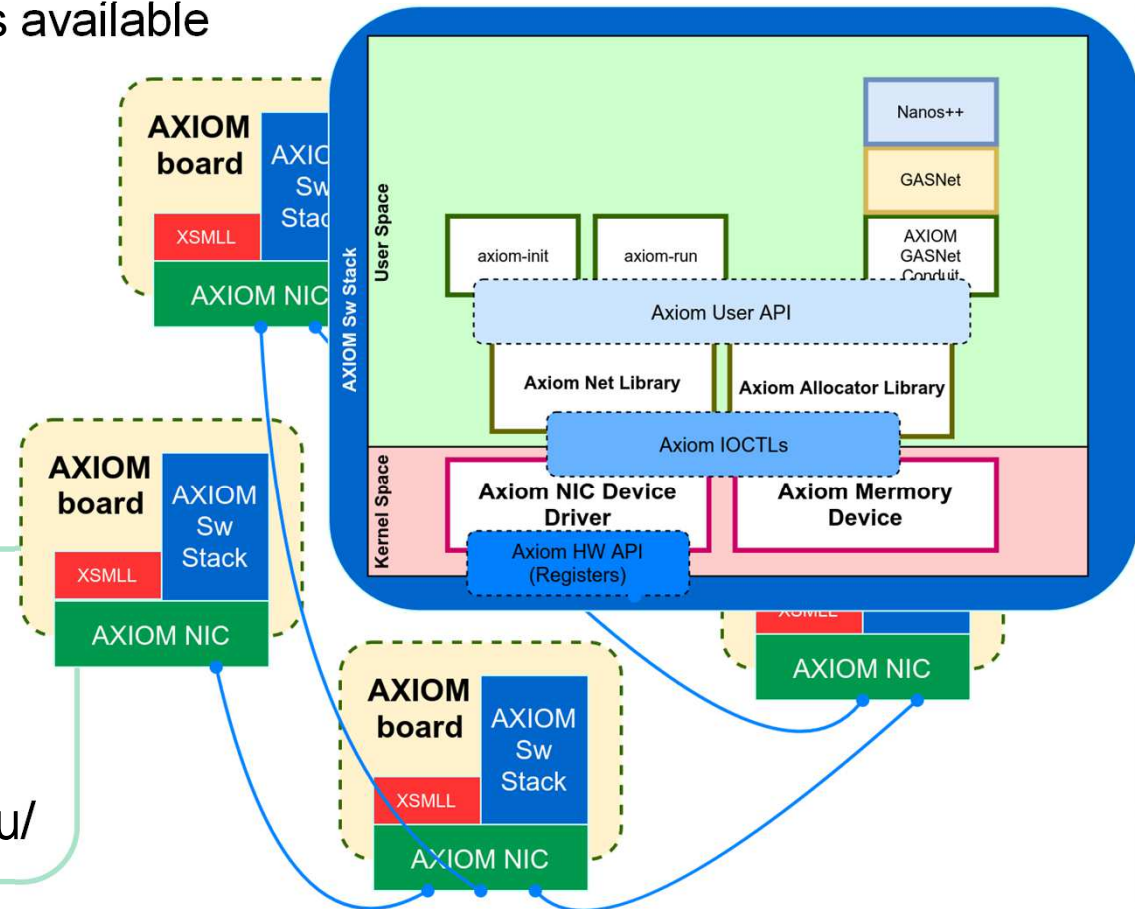 s available
AXIOM
board
XSMLL
AXIOM NIC
Sw
AXIOM Sw Stack
User Space
Nanos++
GASNet
AXIOM
GASNet
Conduit
axiom-init
axiom-run
Axiom User API
Axiom Net Library
Axiom Allocator Library
Axiom IOCTLs
Kernel Space
Axiom NIC Device
Driver
Axiom Mermory
Device
Axiom HW API
(Registers)
AXIOM
board
AXIOM
Sw
Stack
XSMLL
AXIOM NIC
XSMLL
AXIOM NIC
AXIOM
board
AXIOM
Sw
Stack
XSMLL
AXIOM NIC
u/